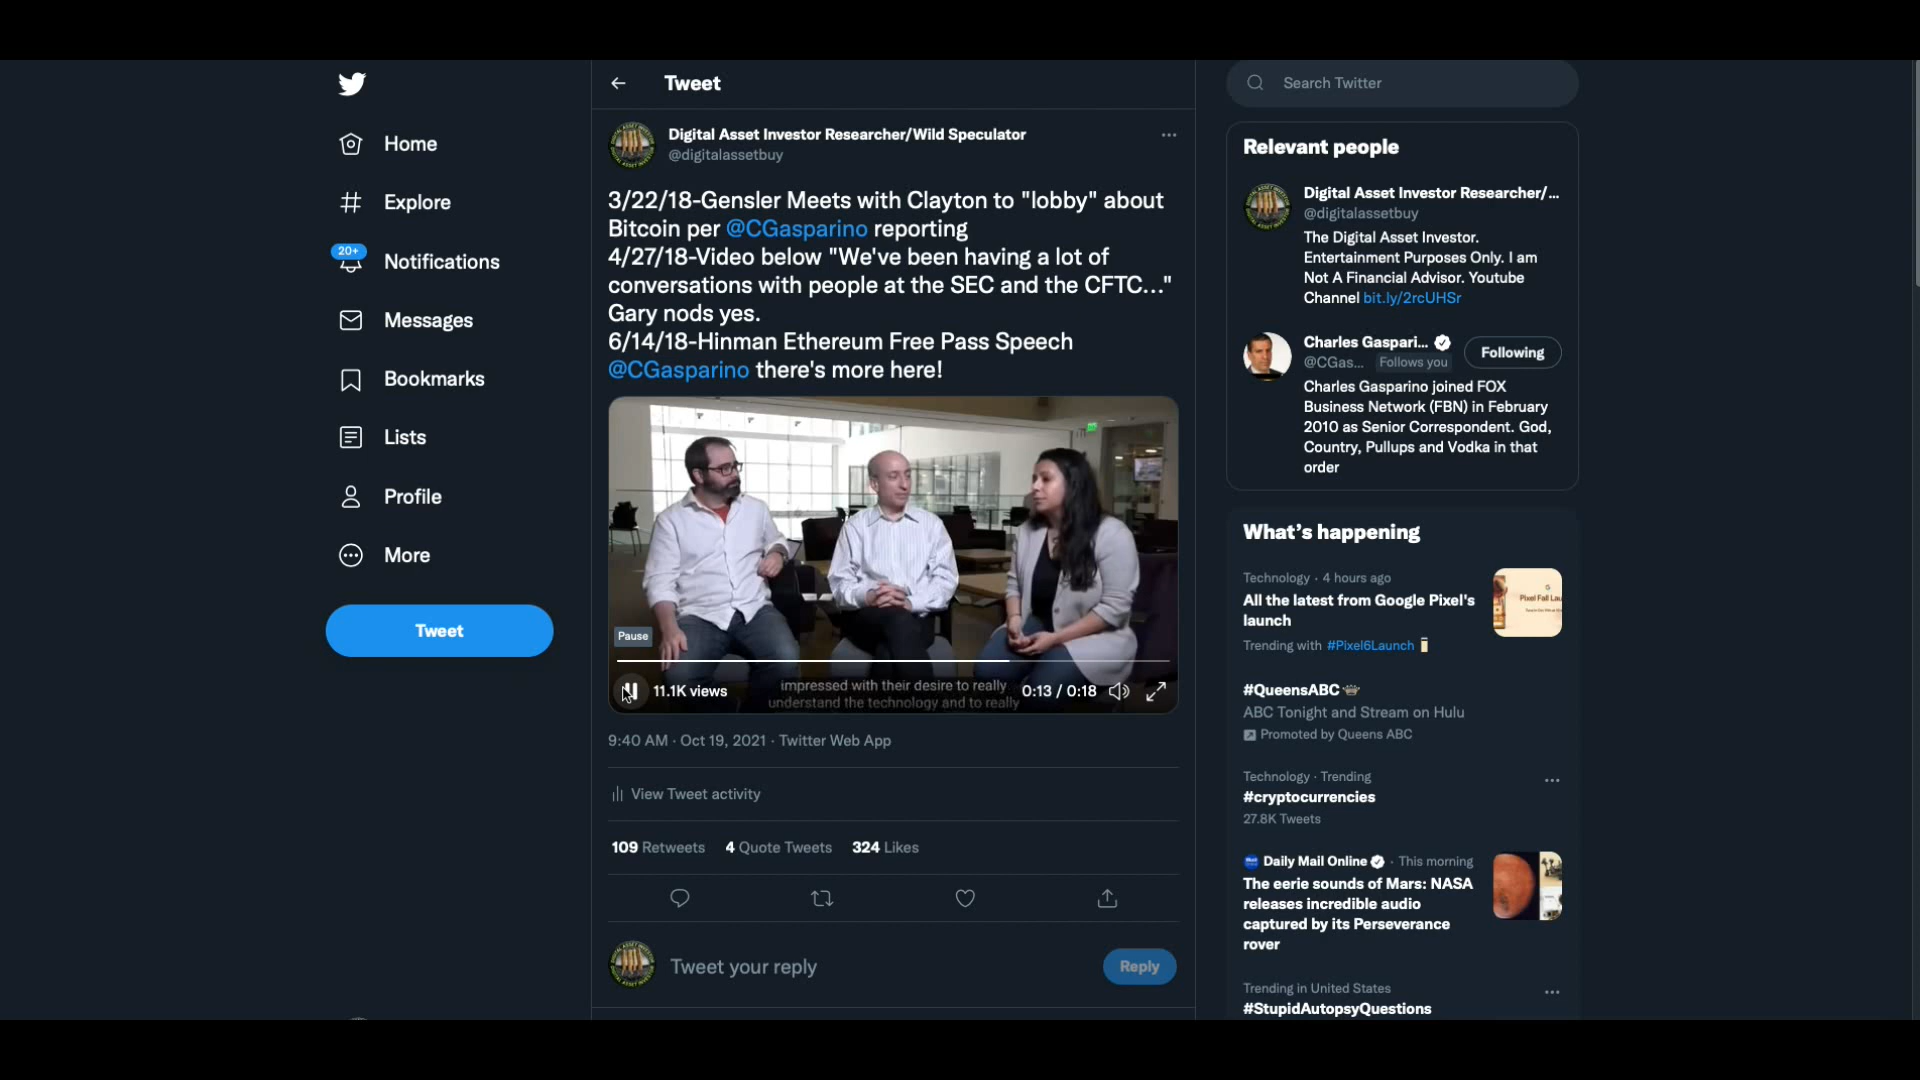 Home
Explore
20+
Notifications
Messages
Bookmarks
Lists
Profile
More
Tweet
Tweet
Digital Asset Investor Researcher/Wild Speculator
@digitalassetbuy
3/22/18-Gensler Meets with Clayton to "lobby" about
Bitcoin per @CGasparino reporting
4/27/18-Video below "We've been having a lot of
conversations with people at the SEC and the CFTC..."
Gary nods yes.
6/14/18-Hinman Ethereum Free Pass Speech
@CGasparino there's more here!
Pause
11.1K views
impressed with their desire to really
understand the technology and to really
0:13 / 0:18
9:40 AM · Oct 19, 2021 · Twitter Web App
View Tweet activity
109 Retweets 4 Quote Tweets 324 Likes
Tweet your reply
Reply
Search Twitter
Relevant people
Digital Asset Investor Researcher/...
@digitalassetbuy
The Digital Asset Investor.
Entertainment Purposes Only. I am
Not A Financial Advisor. Youtube
Channel bit.ly/2rcUHSr
Charles Gaspari...
@CGas... Follows you
Following
Charles Gasparino joined FOX
Business Network (FBN) in February
2010 as Senior Correspondent. God,
Country, Pullups and Vodka in that
order
What's happening
Technology · 4 hours ago
All the latest from Google Pixel's
launch
Trending with #Pixel6Launch
Pixel Fall Lau
#QueensABC
ABC Tonight and Stream on Hulu
Promoted by Queens ABC
Technology · Trending
#cryptocurrencies
27.8K Tweets
Daily Mail Online · This morning
The eerie sounds of Mars: NASA
releases incredible audio
captured by its Perseverance
rover
Trending in United States
#StupidAutopsyQuestions